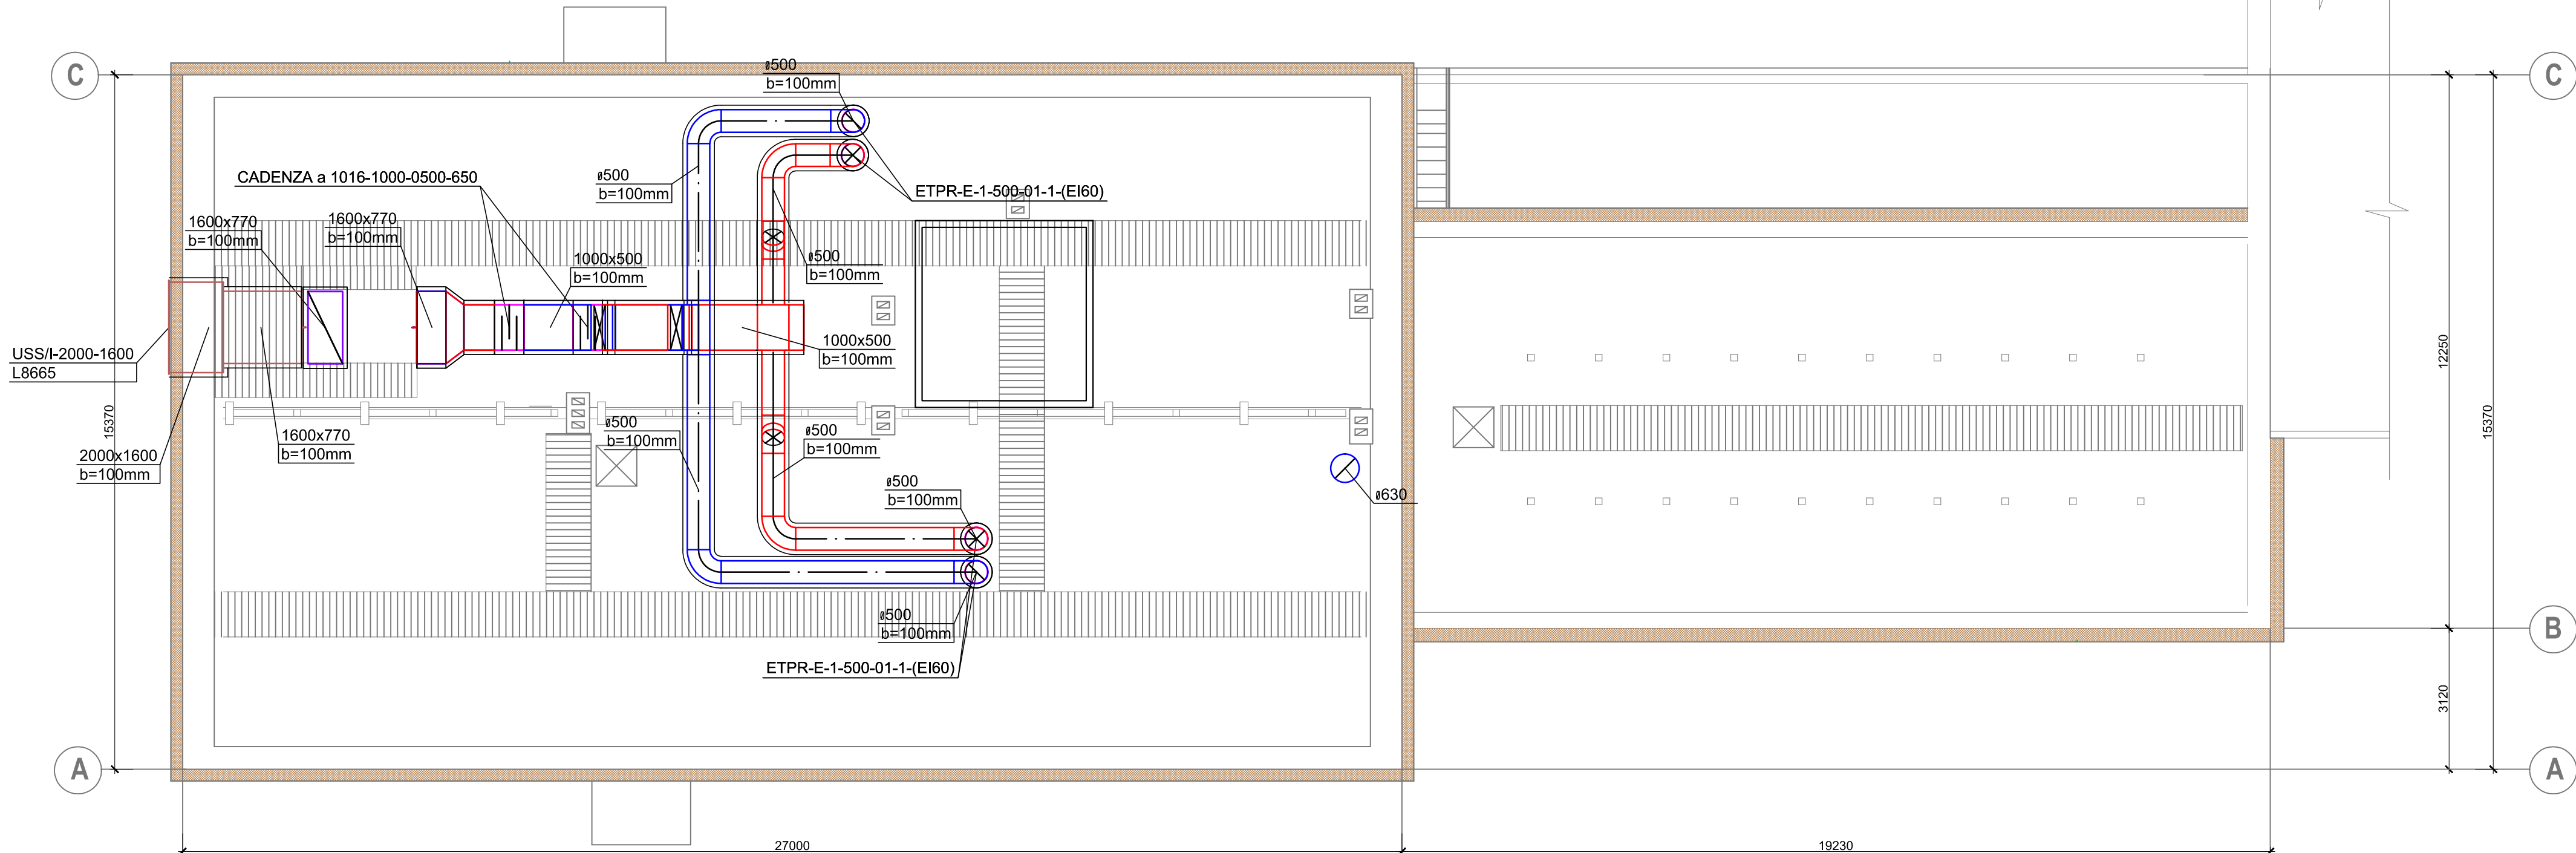 C
C
ø500
b=100mm
CADENZA a 1016-1000-0500-650
ø500
b=100mm
ETPR-E-1-500-01-1-(EI60)
1600x770
b=100mm
1600x770
b=100mm
1000x500
b=100mm
ø500
b=100mm
USS/I-2000-1600
L8665
1000x500
b=100mm
12250
15370
15370
ø500
b=100mm
ø500
b=100mm
1600x770
b=100mm
2000x1600
b=100mm
ø500
b=100mm
ø630
ø500
b=100mm
B
ETPR-E-1-500-01-1-(EI60)
3120
A
A
27000
19230